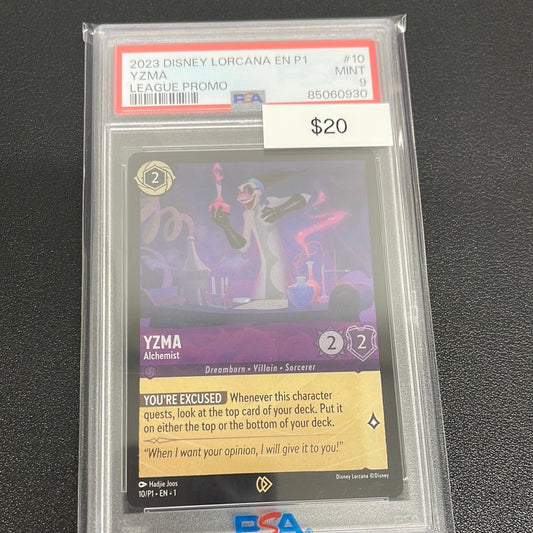 2023 DISNEY LORCANA EN P1 #10
YZMA MINT
LEAGUE PROMO 9
PSA 85060930
$20
2
YZMA
Alchemist
2 2
Dreamborn • Villain • Sorcerer
YOU'RE EXCUSED Whenever this character
quests, look at the top card of your deck. Put it
on either the top or the bottom of your deck.
“When I want your opinion, I will give it to you!”
Hadjie Joos
10/P1 • EN • 1
Disney Lorcana ©Disney
PSA